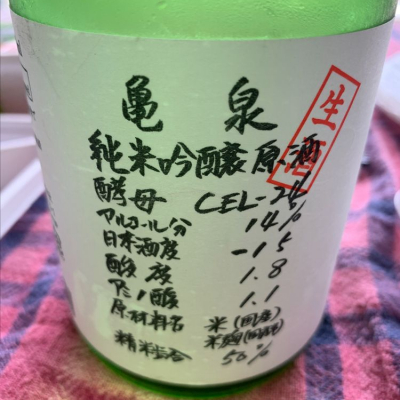 亀泉
生酒
純米吟醸原酒
酵母 CEL-24
アルコール分 14%
日本酒度 -15
酸度 1.8
アミノ酸 1.1
原材料名 米(国産)
米麹(国産米)
精米歩合 50%